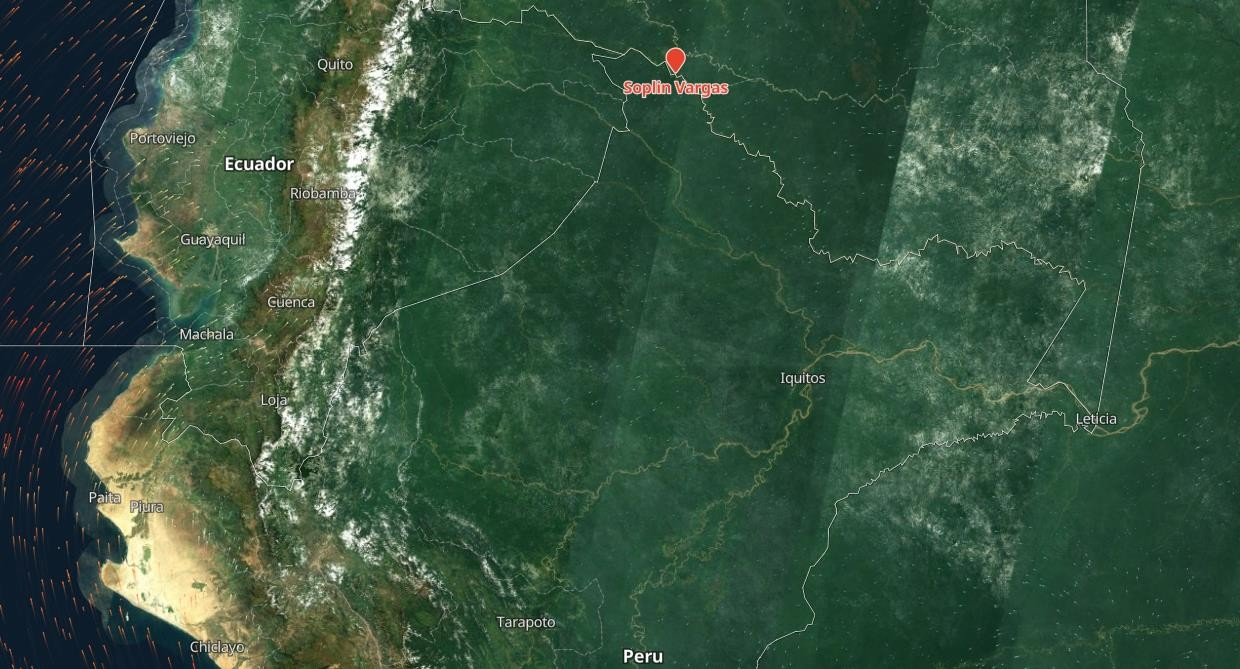 Quito
Soplin Vargas
Portoviejo
Ecuador
Riobamba
Guayaquil
Cuenca
Machala
Iquitos
Loja
Leticia
Paita
Piura
Tarapoto
Chiclayo
Peru